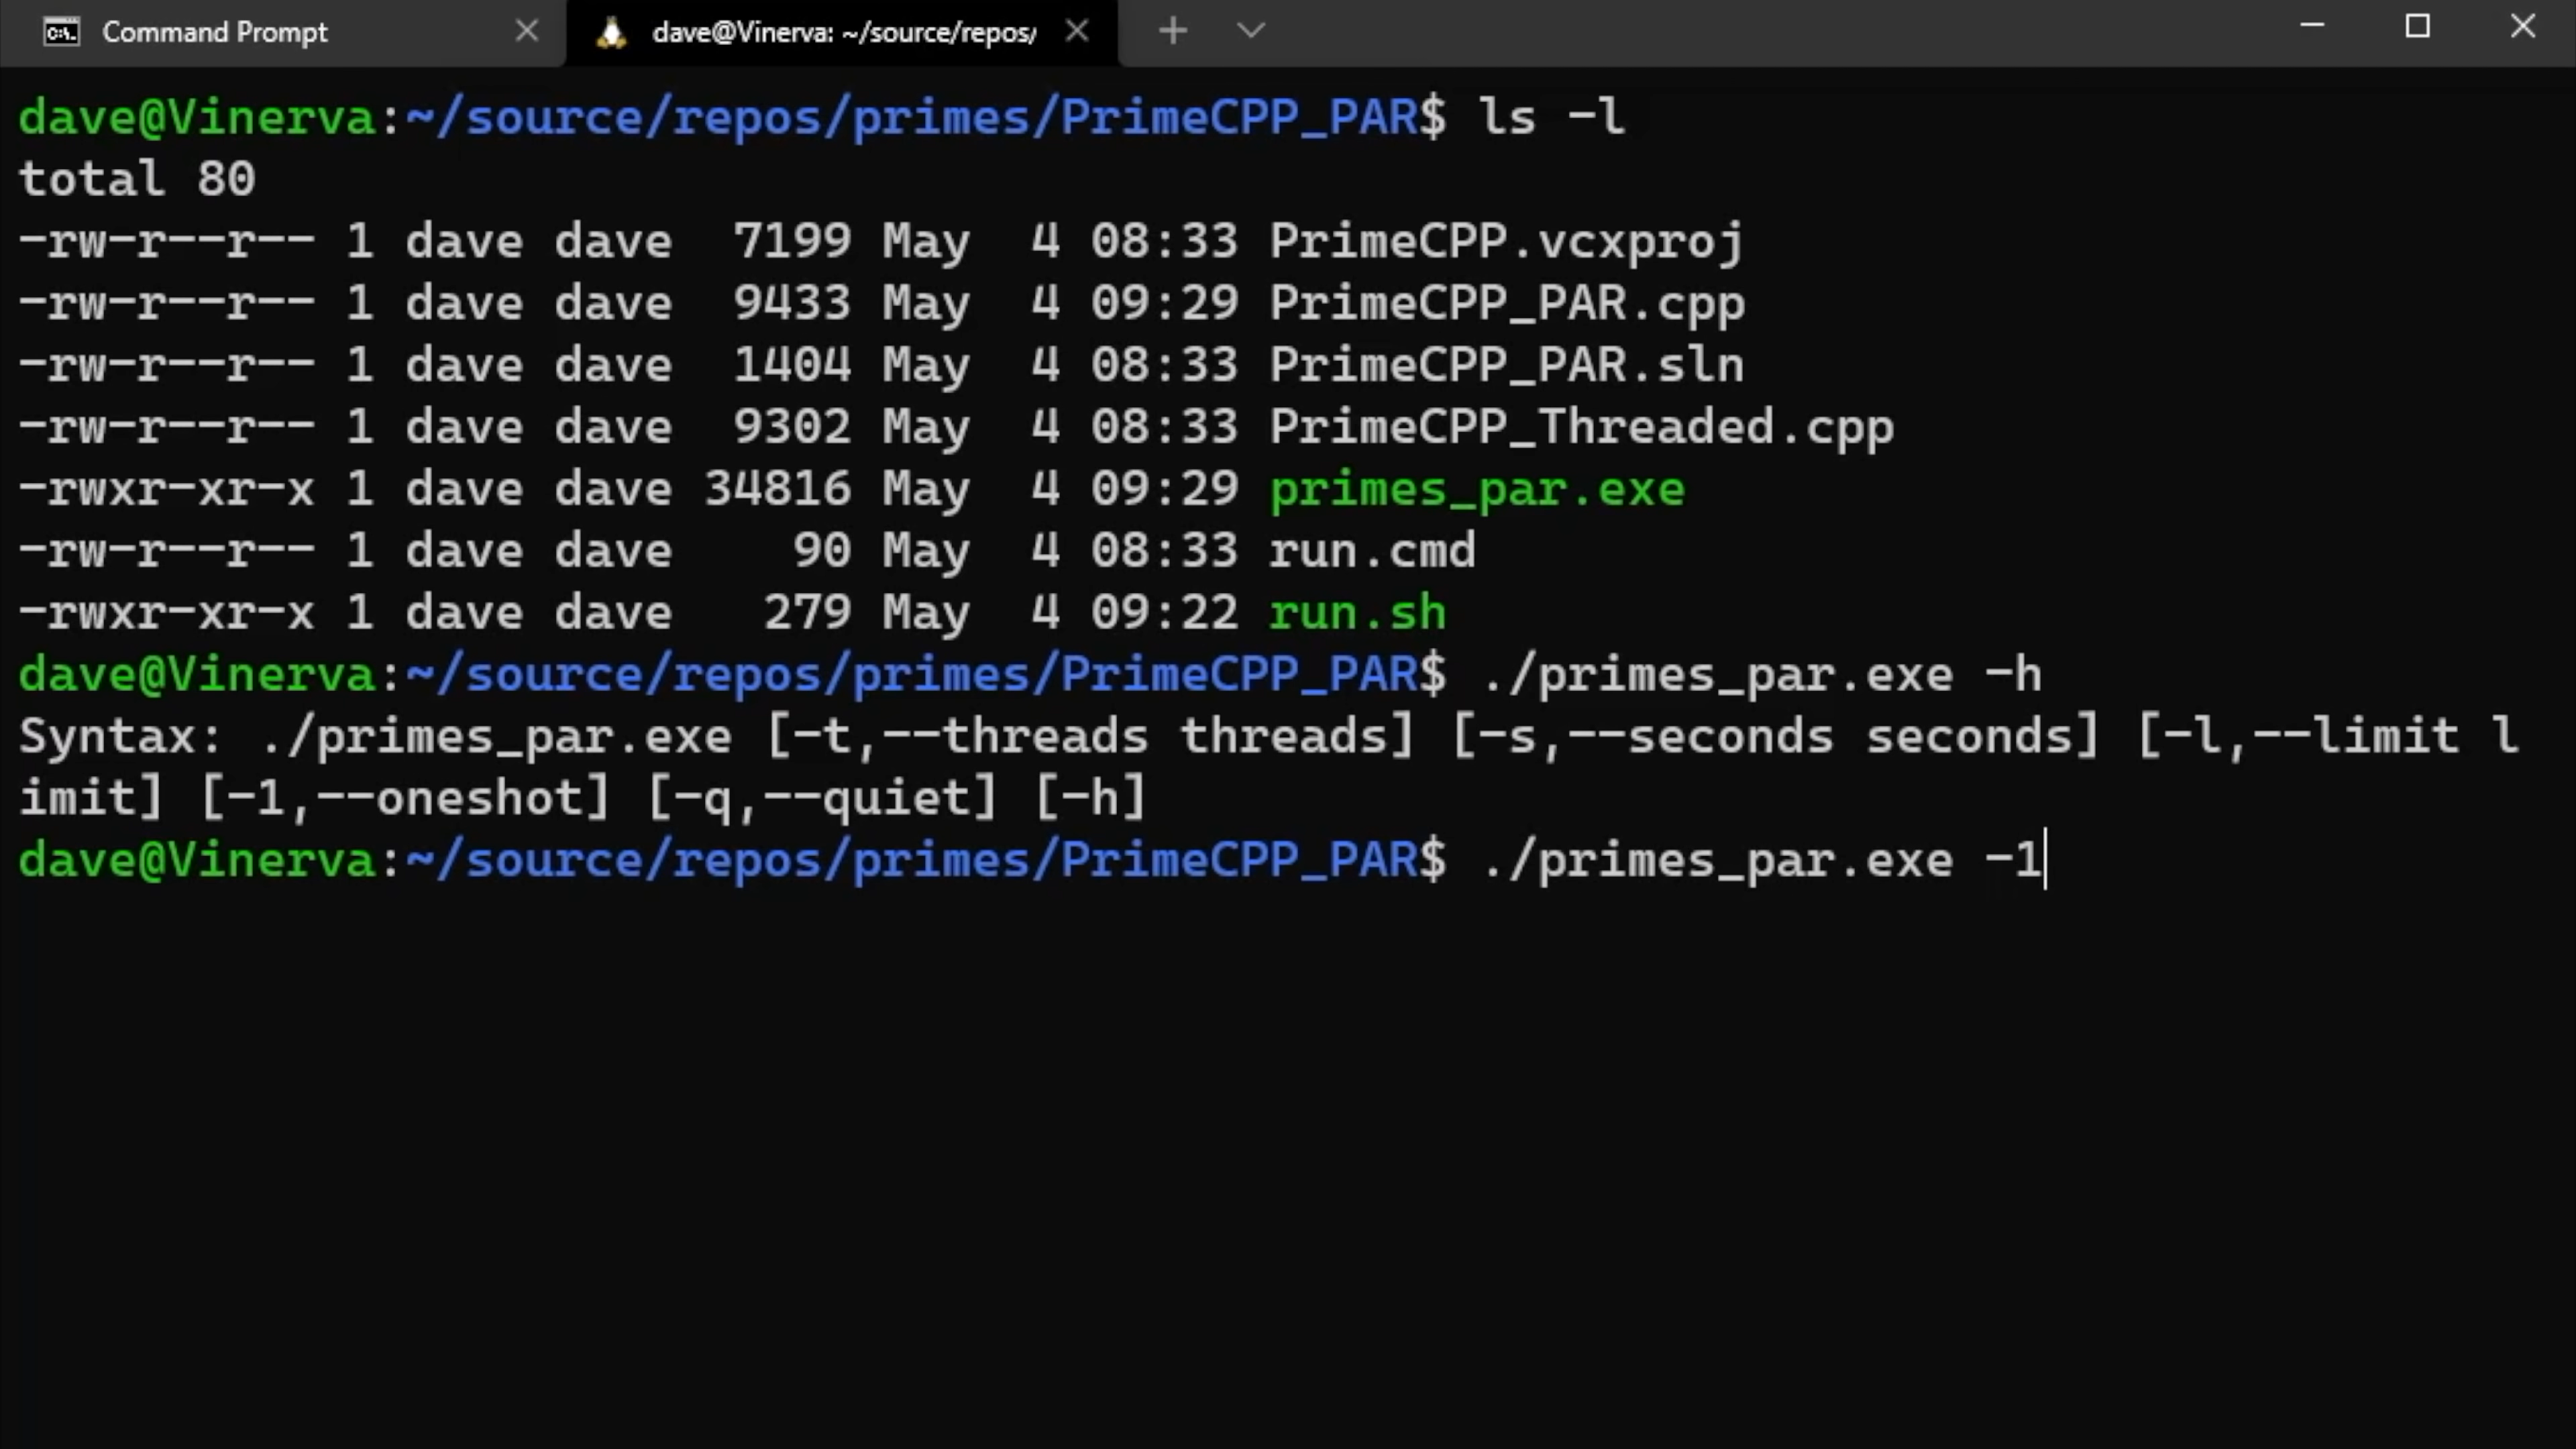 Command Prompt
dave@Vinerva: ~/source/repos/
dave@Vinerva:~/source/repos/primes/PrimeCPP_PAR$ ls -l
total 80
-rw-r--r-- 1 dave dave  7199 May  4 08:33 PrimeCPP.vcxproj
-rw-r--r-- 1 dave dave  9433 May  4 09:29 PrimeCPP_PAR.cpp
-rw-r--r-- 1 dave dave  1404 May  4 08:33 PrimeCPP_PAR.sln
-rw-r--r-- 1 dave dave  9302 May  4 08:33 PrimeCPP_Threaded.cpp
-rwxr-xr-x 1 dave dave 34816 May  4 09:29 primes_par.exe
-rw-r--r-- 1 dave dave    90 May  4 08:33 run.cmd
-rwxr-xr-x 1 dave dave   279 May  4 09:22 run.sh
dave@Vinerva:~/source/repos/primes/PrimeCPP_PAR$ ./primes_par.exe -h
Syntax: ./primes_par.exe [-t,--threads threads] [-s,--seconds seconds] [-l,--limit l
imit] [-1,--oneshot] [-q,--quiet] [-h]
dave@Vinerva:~/source/repos/primes/PrimeCPP_PAR$ ./primes_par.exe -1